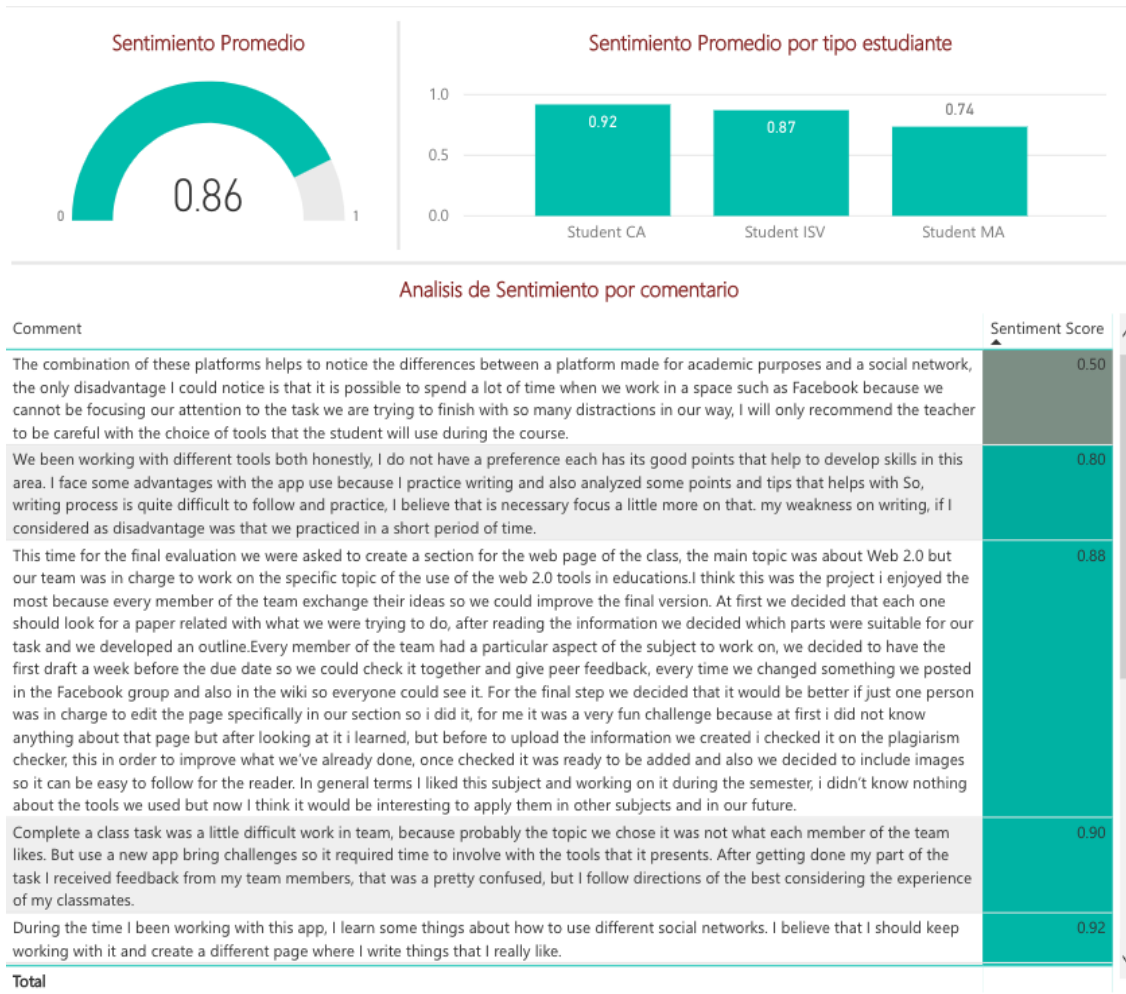 Sentimiento Promedio
0.86
0
1
Sentimiento Promedio por tipo estudiante
1.0
0.5
0.0
0.92
0.87
0.74
Student CA
Student ISV
Student MA
Analisis de Sentimiento por comentario
Comment
Sentiment Score
The combination of these platforms helps to notice the differences between a platform made for academic purposes and a social network,
the only disadvantage I could notice is that it is possible to spend a lot of time when we work in a space such as Facebook because we
cannot be focusing our attention to the task we are trying to finish with so many distractions in our way, I will only recommend the teacher
to be careful with the choice of tools that the student will use during the course.
0.50
We been working with different tools both honestly, I do not have a preference each has its good points that help to develop skills in this
area. I face some advantages with the app use because I practice writing and also analyzed some points and tips that helps with So,
writing process is quite difficult to follow and practice, I believe that is necessary focus a little more on that. my weakness on writing, if I
considered as disadvantage was that we practiced in a short period of time.
0.80
This time for the final evaluation we were asked to create a section for the web page of the class, the main topic was about Web 2.0 but
our team was in charge to work on the specific topic of the use of the web 2.0 tools in educations.I think this was the project i enjoyed the
most because every member of the team exchange their ideas so we could improve the final version. At first we decided that each one
should look for a paper related with what we were trying to do, after reading the information we decided which parts were suitable for our
task and we developed an outline.Every member of the team had a particular aspect of the subject to work on, we decided to have the
first draft a week before the due date so we could check it together and give peer feedback, every time we changed something we posted
in the Facebook group and also in the wiki so everyone could see it. For the final step we decided that it would be better if just one person
was in charge to edit the page specifically in our section so i did it, for me it was a very fun challenge because at first i did not know
anything about that page but after looking at it i learned, but before to upload the information we created i checked it on the plagiarism
checker, this in order to improve what we've already done, once checked it was ready to be added and also we decided to include images
so it can be easy to follow for the reader. In general terms I liked this subject and working on it during the semester, i didn't know nothing
about the tools we used but now I think it would be interesting to apply them in other subjects and in our future.
0.88
Complete a class task was a little difficult work in team, because probably the topic we chose it was not what each member of the team
likes. But use a new app bring challenges so it required time to involve with the tools that it presents. After getting done my part of the
task I received feedback from my team members, that was a pretty confused, but I follow directions of the best considering the experience
of my classmates.
0.90
During the time I been working with this app, I learn some things about how to use different social networks. I believe that I should keep
working with it and create a different page where I write things that I really like.
0.92
Total